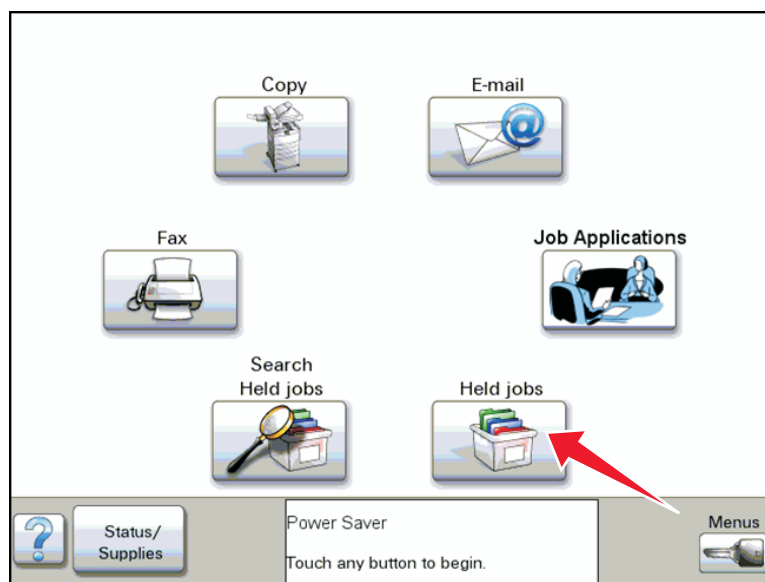 Copy
E-mail
Fax
Job Applications
Search
Held jobs
Held jobs
Status/
Supplies
Power Saver
Touch any button to begin.
Menus